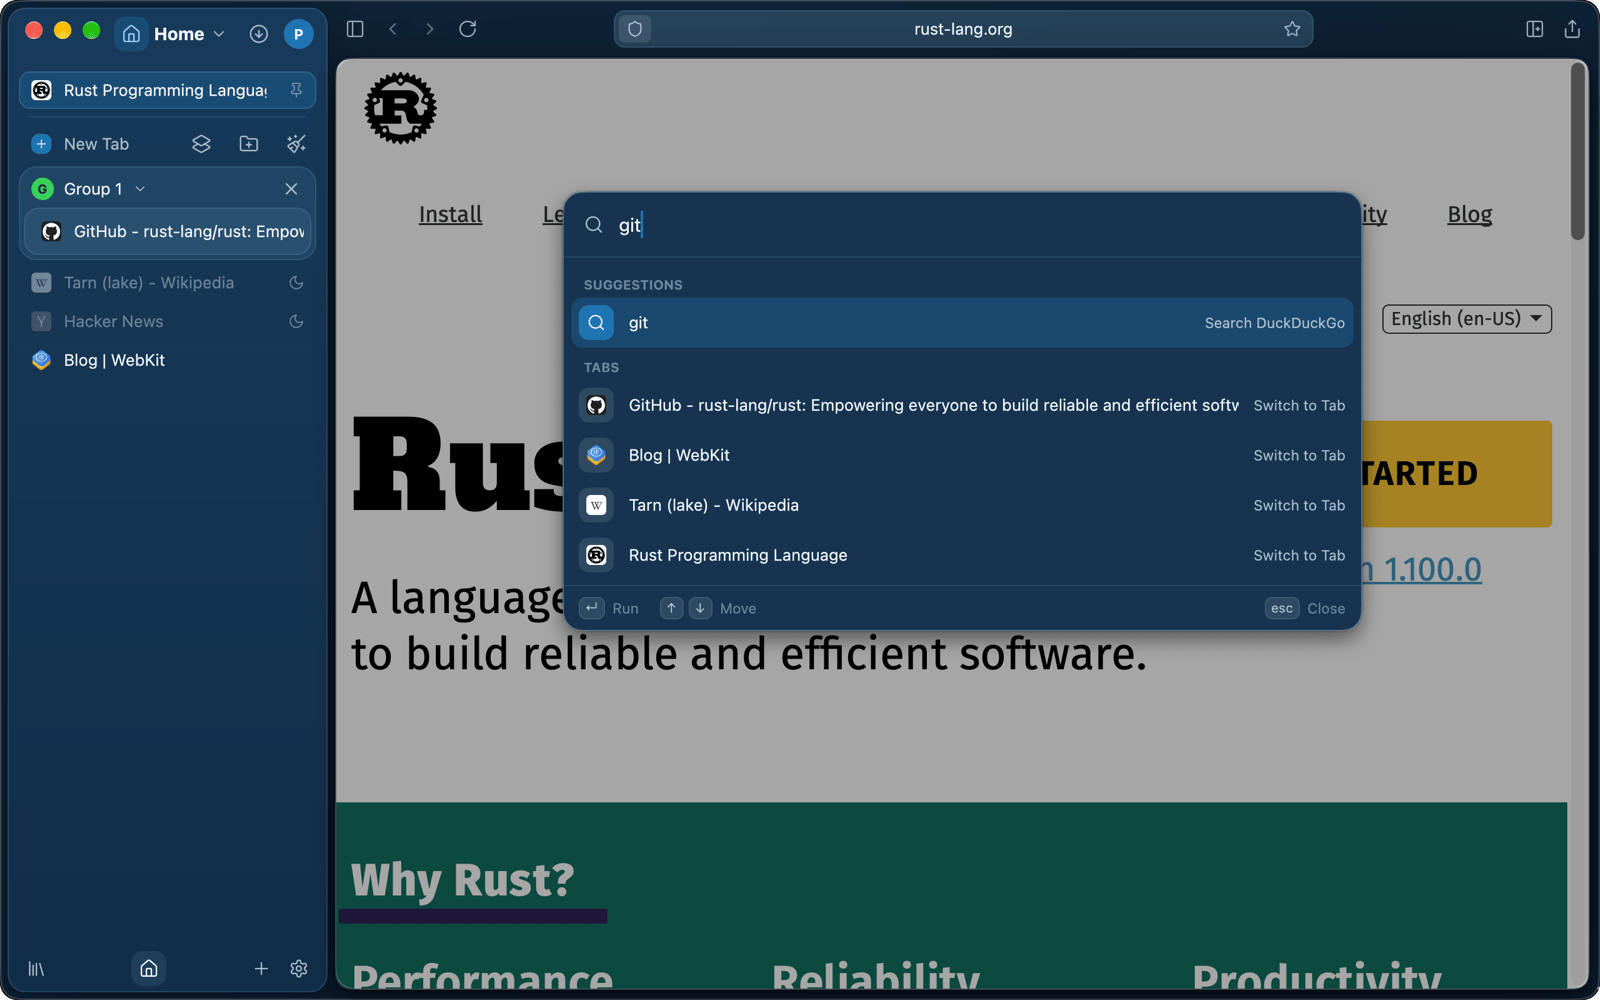 Home
P
rust-lang.org
Rust Programming Langua
New Tab
G Group 1
GitHub - rust-lang/rust: Empow
W Tarn (lake) - Wikipedia
Y Hacker News
Blog | WebKit
R
Install
Le
ity
Blog
git
SUGGESTIONS
git
Search DuckDuckGo
English (en-US)
TABS
GitHub - rust-lang/rust: Empowering everyone to build reliable and efficient softw
Switch to Tab
Blog | WebKit
Switch to Tab
W Tarn (lake) - Wikipedia
Switch to Tab
Rust Programming Language
Switch to Tab
Run
Move
esc Close
Rus
TARTED
n 1.100.0
A language
to build reliable and efficient software.
Why Rust?
Performance
Reliability
Productivity